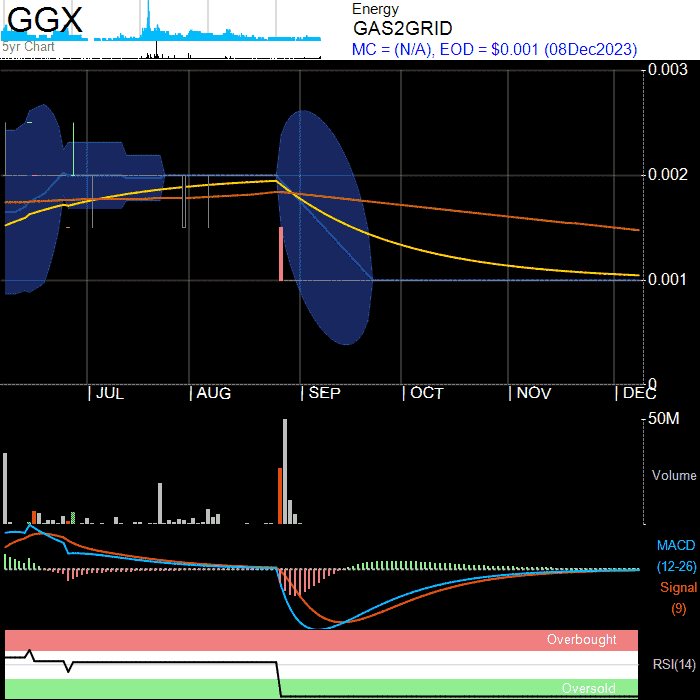 GGX
5yr Chart
Energy
GAS2GRID
MC = (N/A), EOD = $0.001 (08Dec2023)
0.003
0.002
0.001
0
JUL AUG SEP OCT NOV DEC
50M
Volume
MACD
(12-26)
Signal
(9)
Overbought
RSI(14)
Oversold